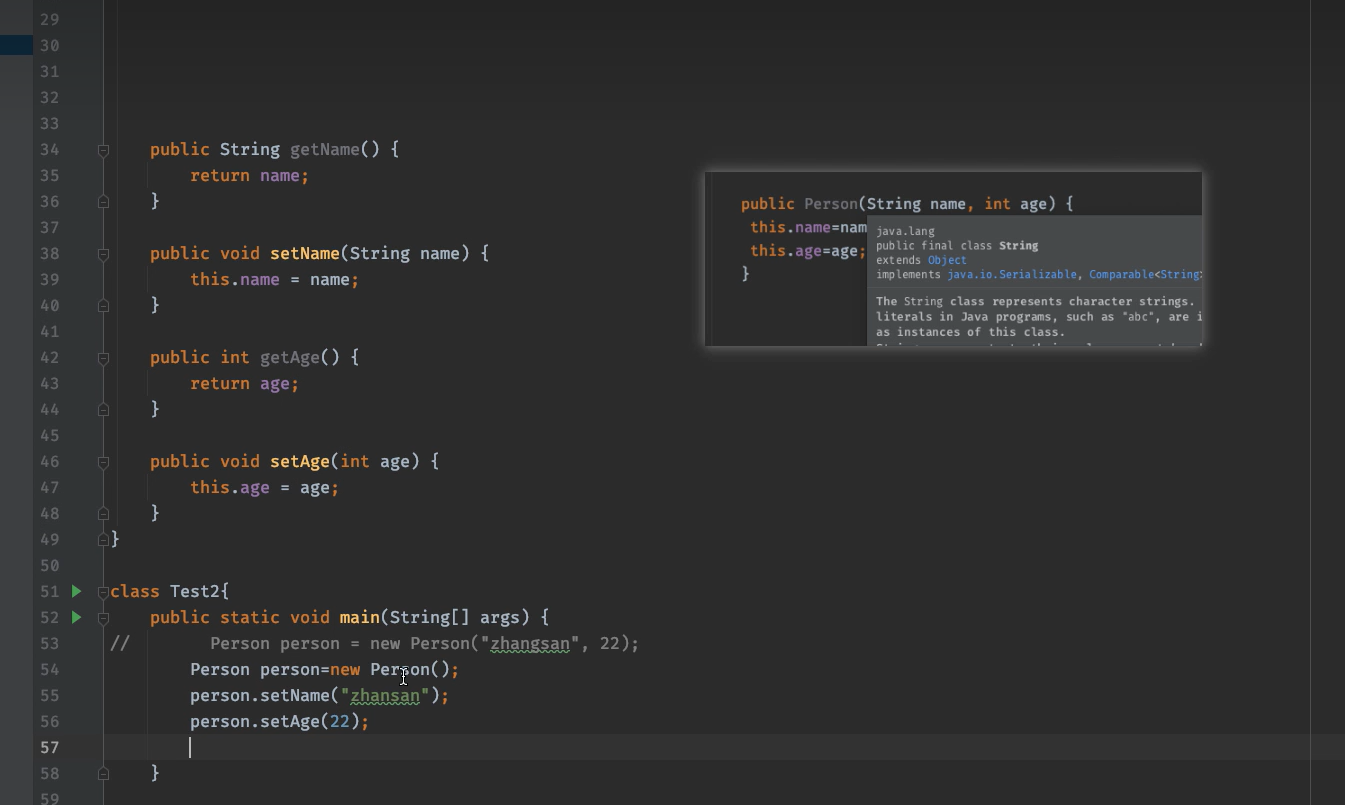 29
30
31
32
33
34 public String getName() {
35 return name;
36 }
37
38 public void setName(String name) {
39 this.name = name;
40 }
41
42 public int getAge() {
43 return age;
44 }
45
46 public void setAge(int age) {
47 this.age = age;
48 }
49 }
50
51 class Test2{
52 public static void main(String[] args) {
53 // Person person = new Person("zhangsan", 22);
54 Person person=new Person();
55 person.setName("zhansan");
56 person.setAge(22);
57
58 }
59
public Person(String name, int age) {
this.name=nam
this.age=age;
}
java.lang
public final class String
extends Object
implements java.io.Serializable, Comparable<String>
The String class represents character strings.
literals in Java programs, such as "abc", are i
as instances of this class.